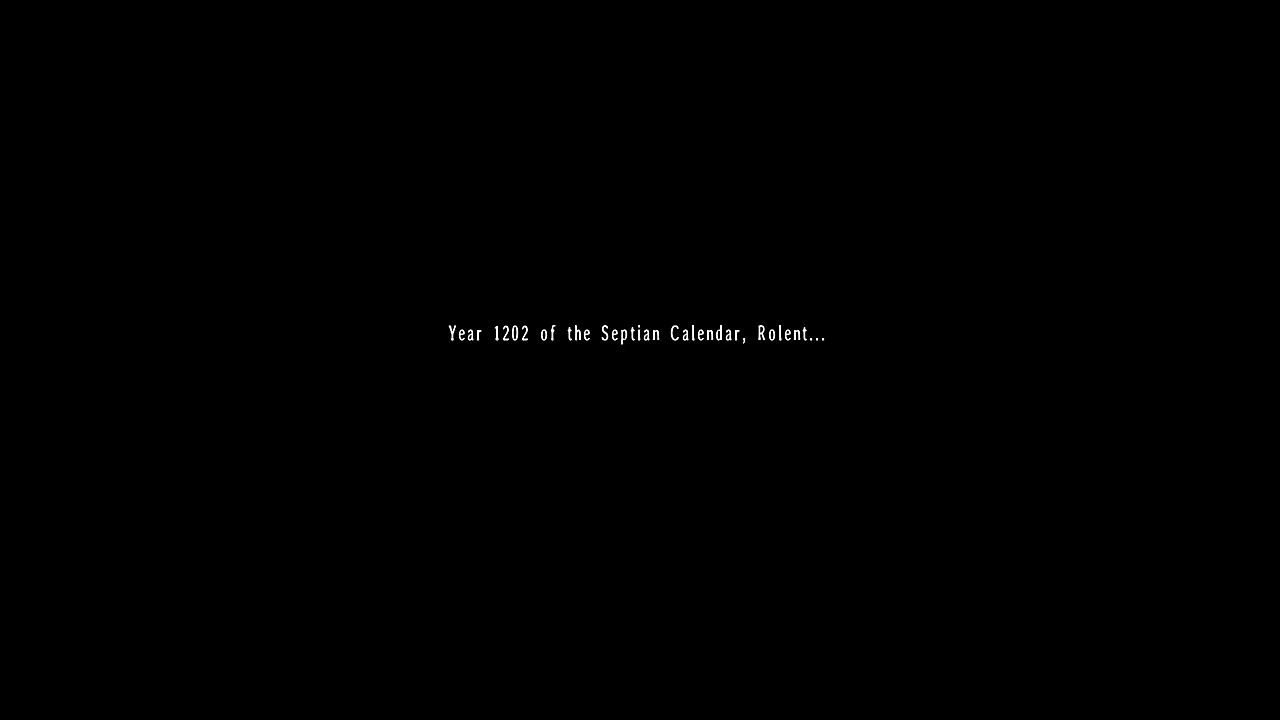 Year 1202 of the Septian Calendar, Rolent...